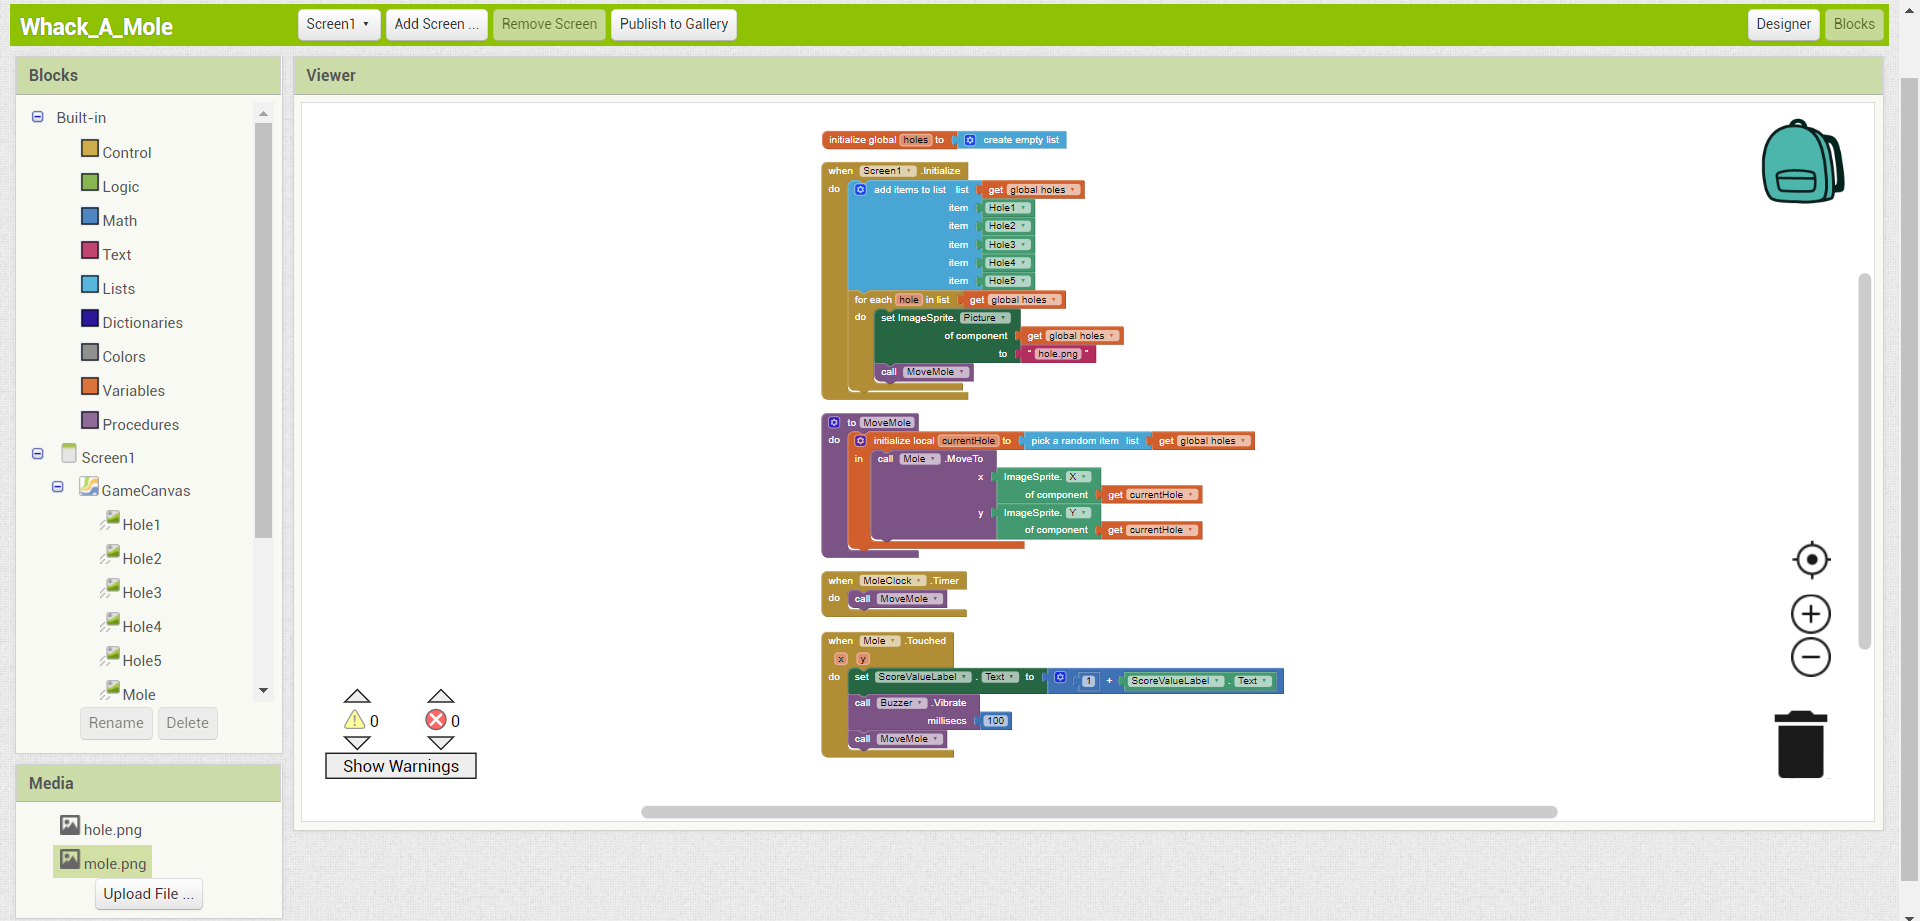 Whack_A_Mole
Screen1 Add Screen ... Remove Screen Publish to Gallery
Designer Blocks
Blocks
Built-in
Control
Logic
Math
Text
Lists
Dictionaries
Colors
Variables
Procedures
Screen1
GameCanvas
Hole1
Hole2
Hole3
Hole4
Hole5
Mole
Rename Delete
Media
hole.png
mole.png
Upload File ...
Viewer
initialize global holes to create empty list
when Screen1 .Initialize
do add items to list list get global holes
item Hole1
item Hole2
item Hole3
item Hole4
item Hole5
for each hole in list get global holes
do set ImageSprite. Picture
of component get global holes
to " hole.png "
call MoveMole
to MoveMole
do initialize local currentHole to pick a random item list get global holes
in call Mole .MoveTo
x ImageSprite. X
of component get currentHole
y ImageSprite. Y
of component get currentHole
when MoleClock .Timer
do call MoveMole
when Mole .Touched
x y
do set ScoreValueLabel . Text to 1 + ScoreValueLabel . Text
call Buzzer .Vibrate
millisecs 100
call MoveMole
0 0
Show Warnings